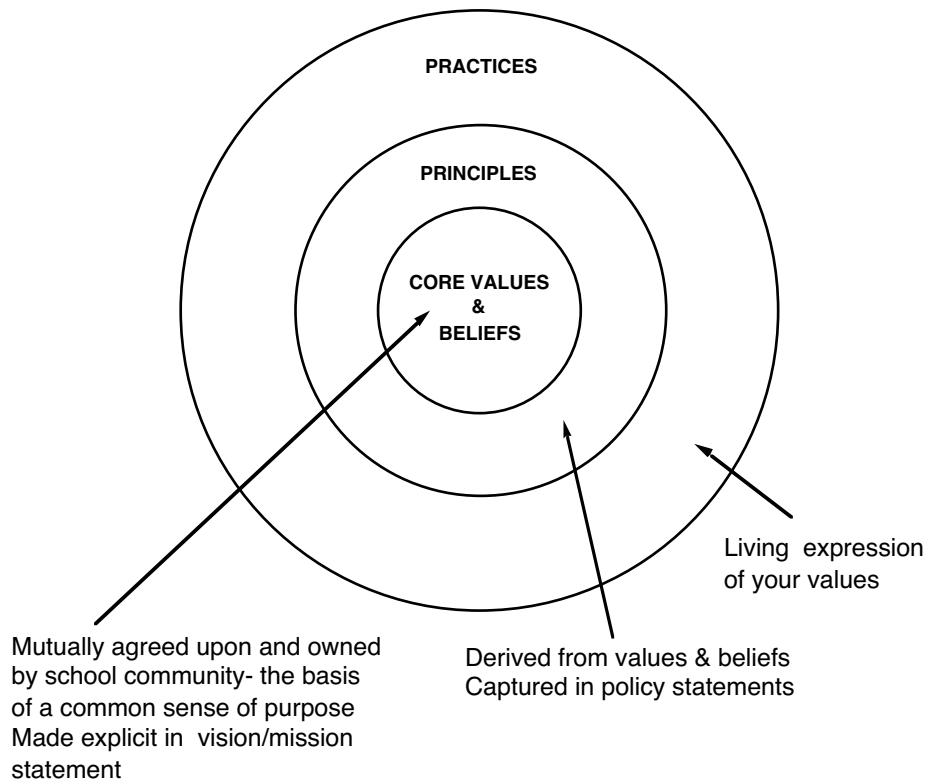 PRACTICES
PRINCIPLES
CORE VALUES
&
BELIEFS
Living expression
of your values
Mutually agreed upon and owned
by school community- the basis
of a common sense of purpose
Made explicit in vision/mission
statement
Derived from values & beliefs
Captured in policy statements